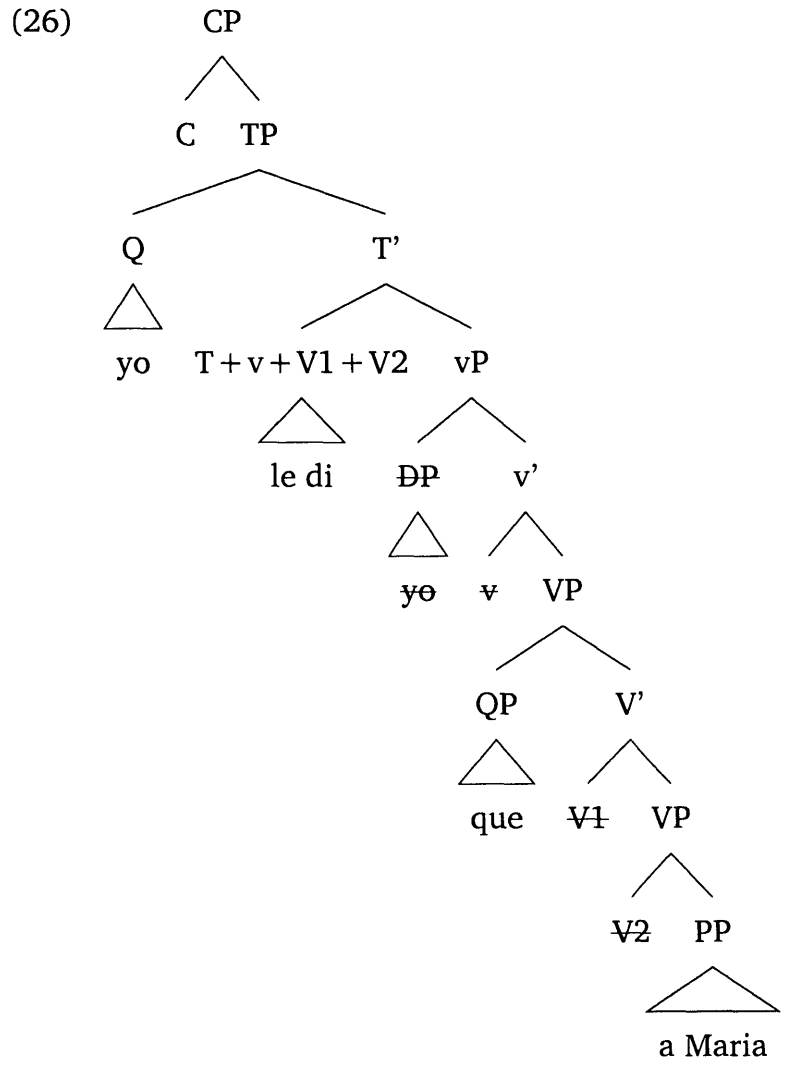 (26) CP
C TP
Q T’
yo T+v+V1+V2 vP
le di DP v’
yo v VP
QP V’
que V1 VP
V2 PP
a Maria